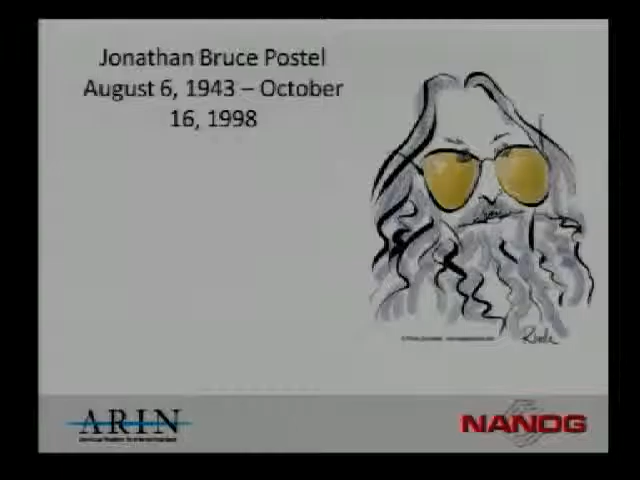 Jonathan Bruce Postel
August 6, 1943 – October
16, 1998
ARIN
NANOG